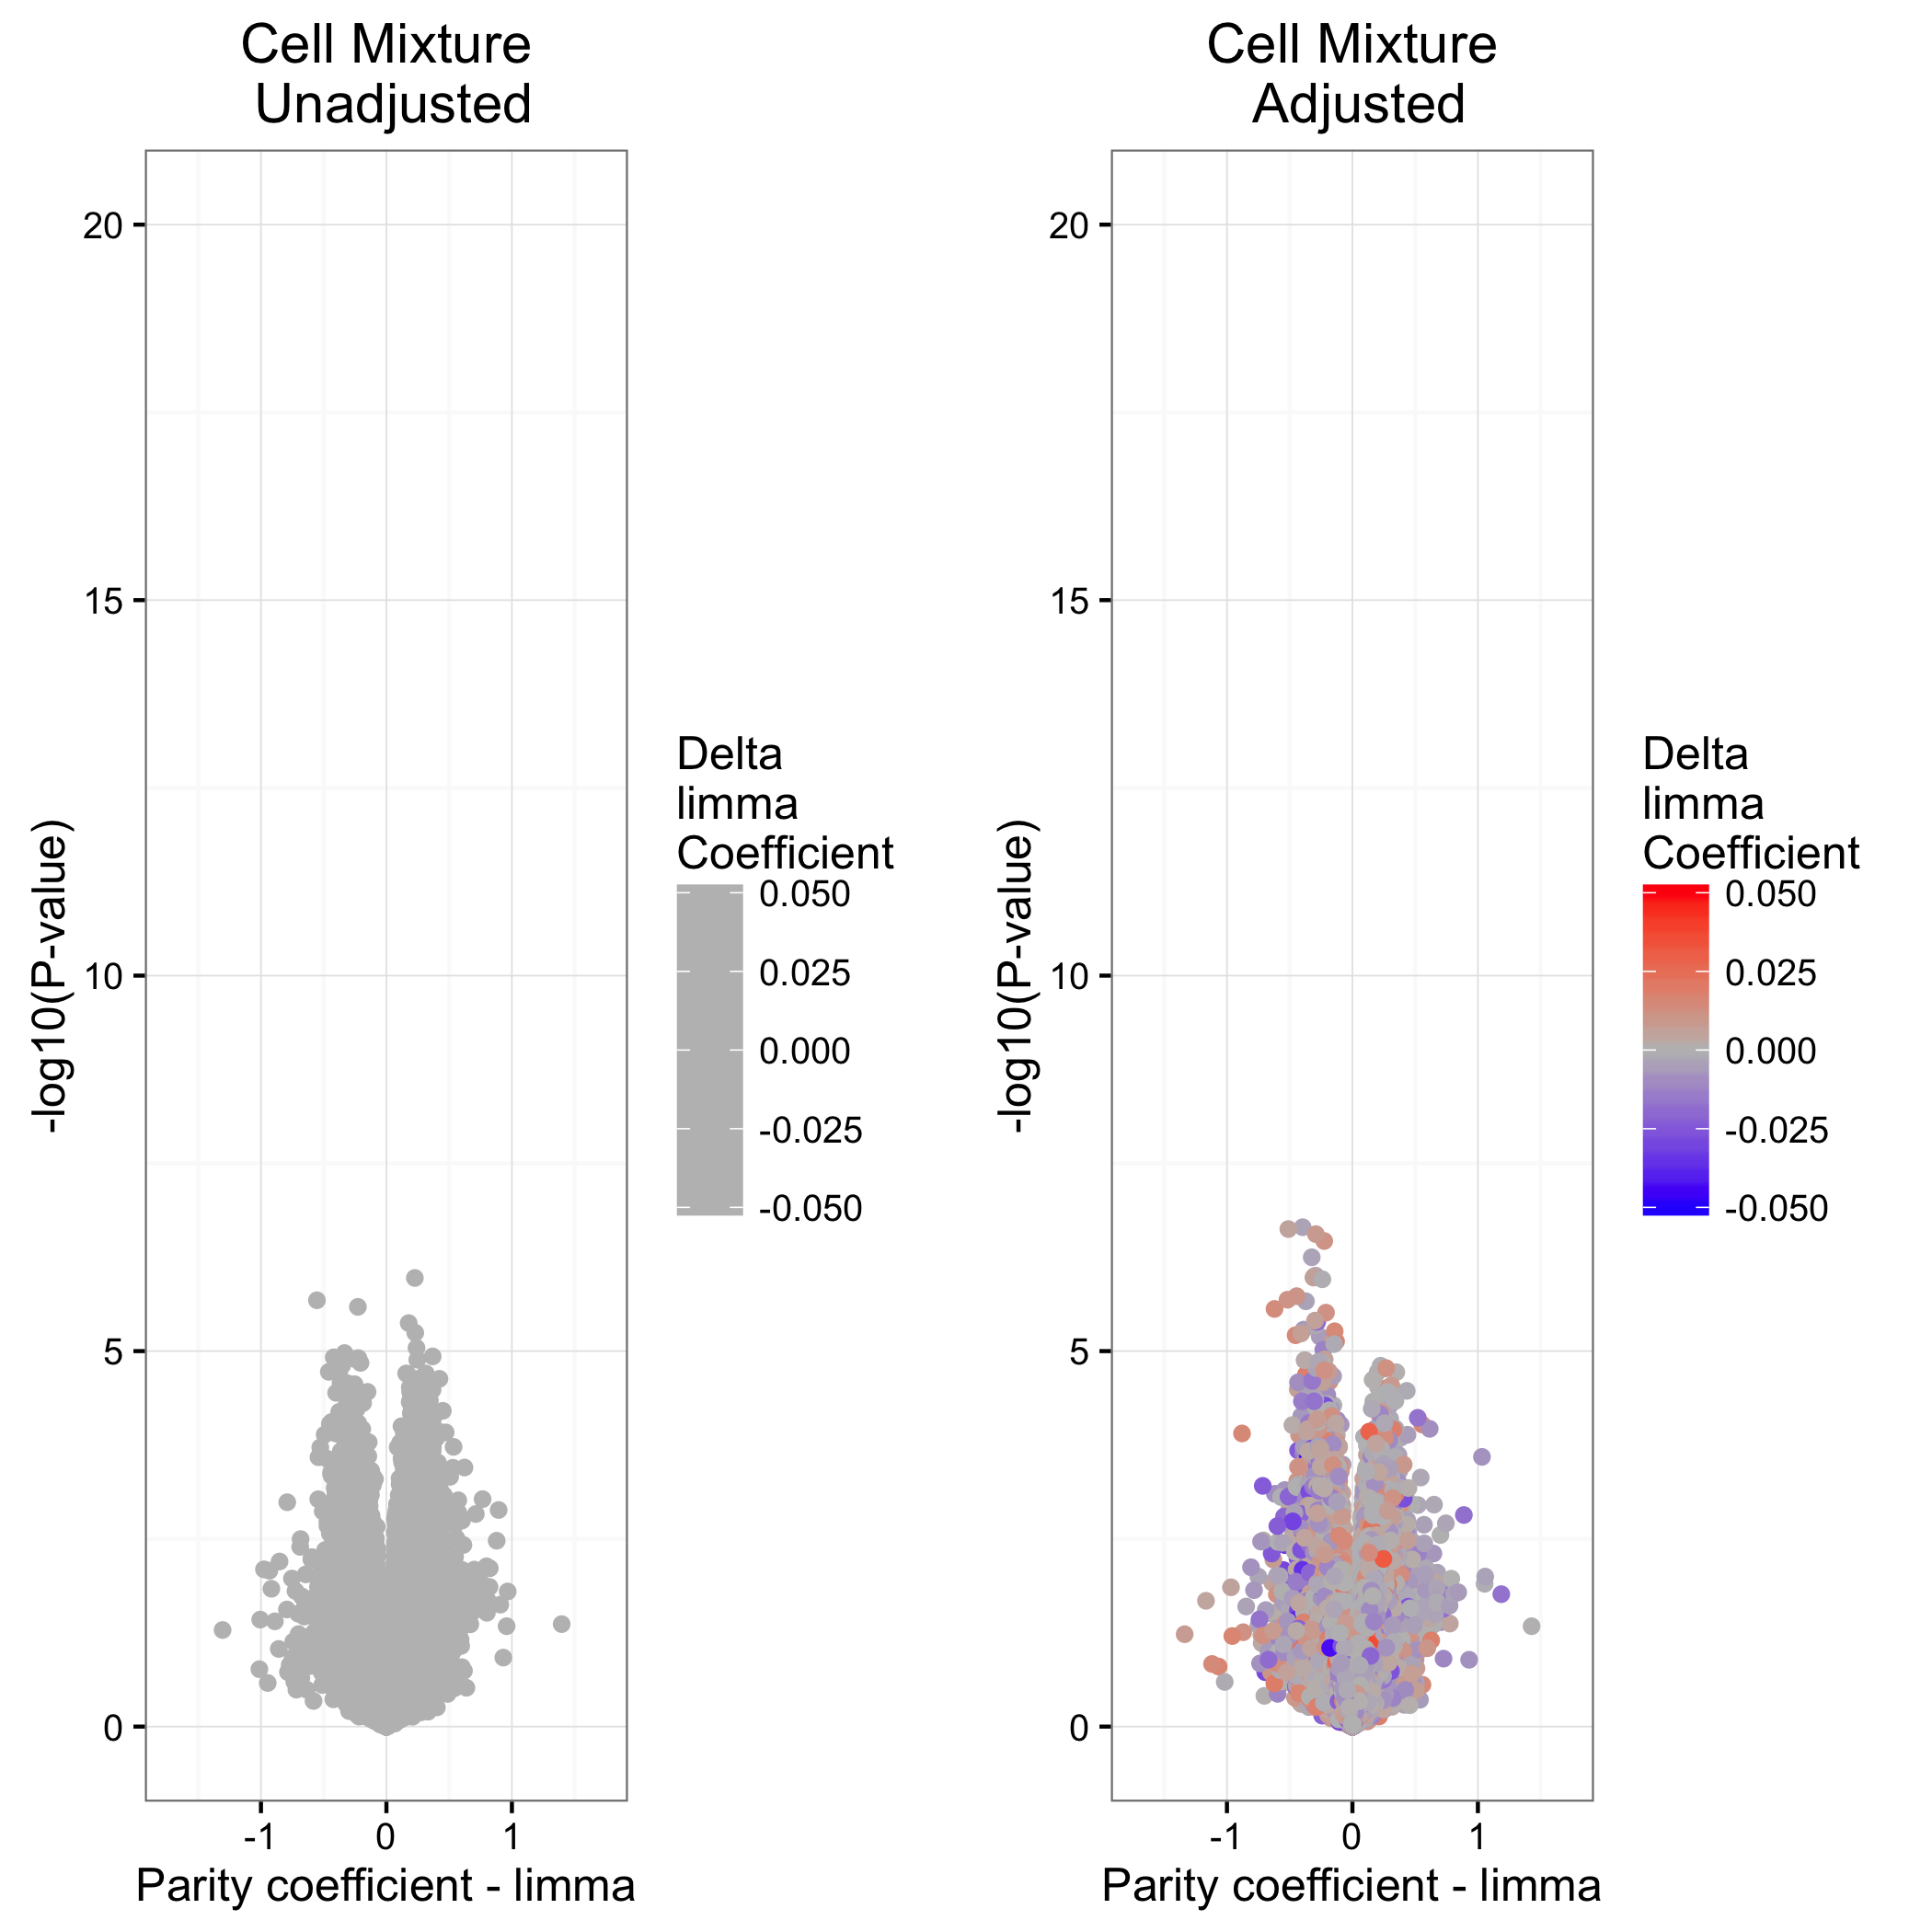 Cell Mixture
Unadjusted
20
15
10
5
0
-log10(P-value)
-1 0 1
Parity coefficient - limma
Delta
limma
Coefficient
0.050
0.025
0.000
-0.025
-0.050
Cell Mixture
Adjusted
20
15
10
5
0
-log10(P-value)
-1 0 1
Parity coefficient - limma
Delta
limma
Coefficient
0.050
0.025
0.000
-0.025
-0.050